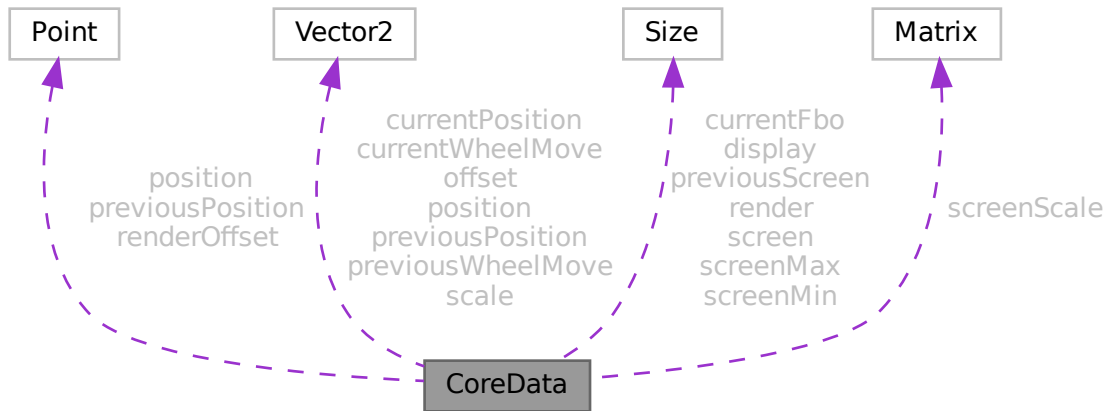 Point
Vector2
Size
Matrix
position
previousPosition
renderOffset
currentPosition
currentWheelMove
offset
position
previousPosition
previousWheelMove
scale
currentFbo
display
previousScreen
render
screen
screenMax
screenMin
screenScale
CoreData